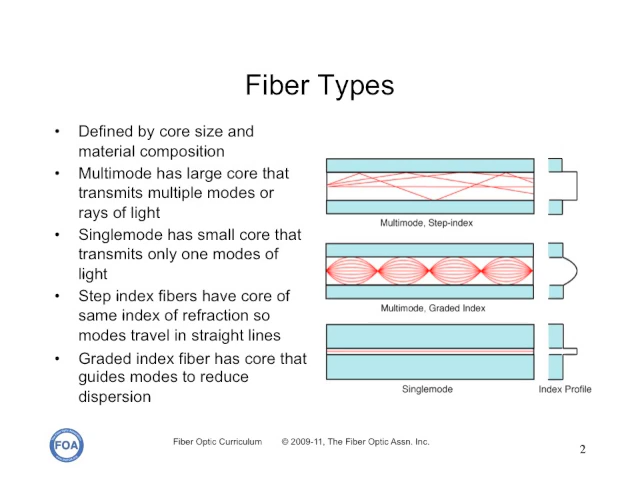 Fiber Types
• Defined by core size and
material composition
• Multimode has large core that
transmits multiple modes or
rays of light
• Singlemode has small core that
transmits only one modes of
light
• Step index fibers have core of
same index of refraction so
modes travel in straight lines
• Graded index fiber has core that
guides modes to reduce
dispersion
Multimode, Step-index
Multimode, Graded Index
Singlemode
Index Profile
FOA
Fiber Optic Curriculum © 2009-11, The Fiber Optic Assn. Inc.
2